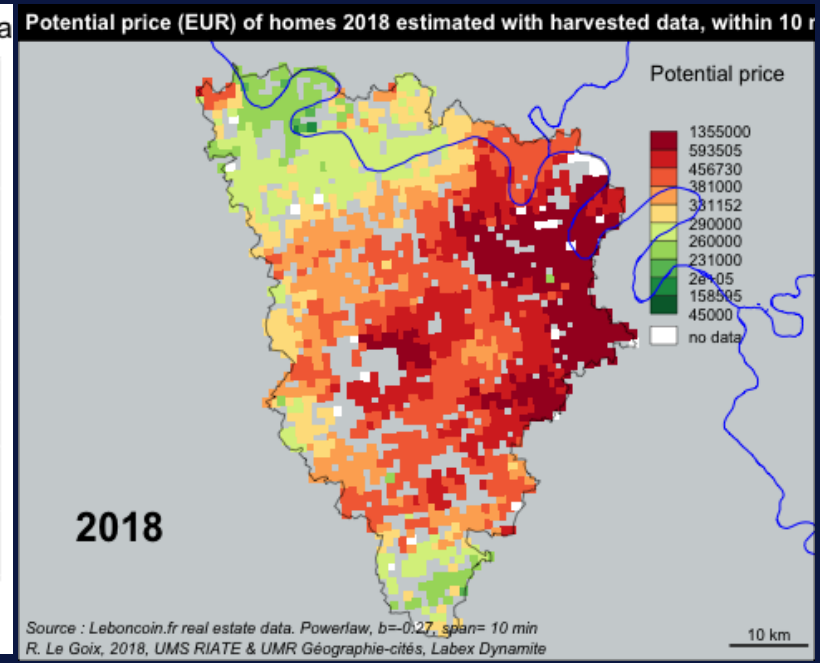 a
Potential price (EUR) of homes 2018 estimated with harvested data, within 10
Potential price
1355000
593505
456730
381000
331152
290000
260000
231000
2e+05
158595
45000
no data
2018
Source : Leboncoin.fr real estate data. Powerlaw, b=-0.27, span= 10 min
R. Le Goix, 2018, UMS RIATE & UMR Géographie-cités, Labex Dynamite
10 km